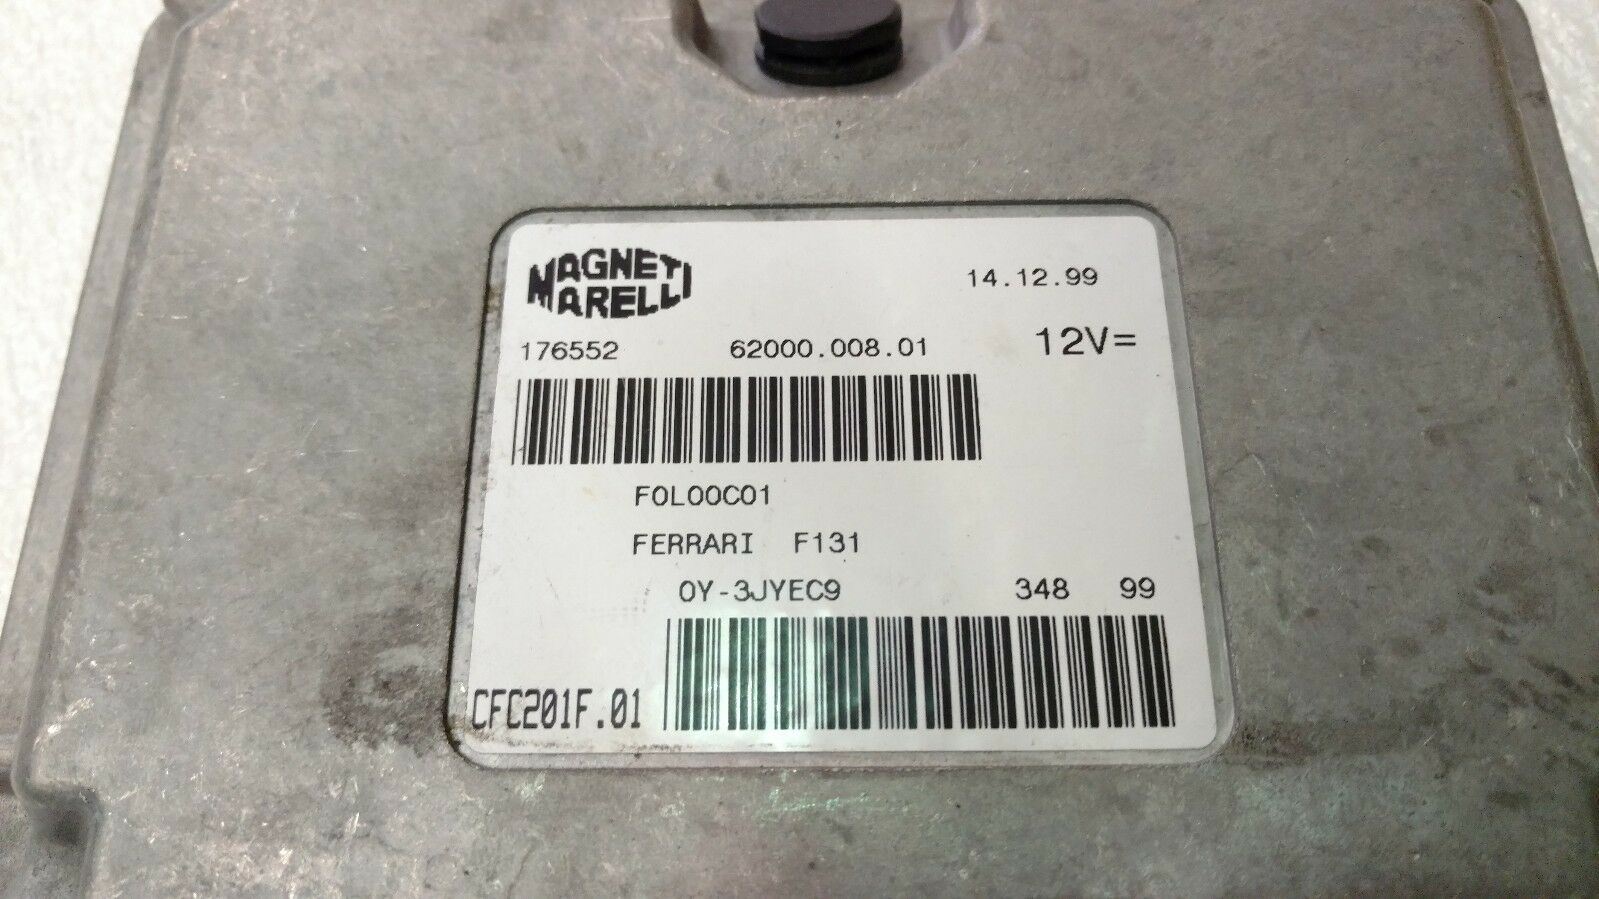 MAGNETI
MARELLI
14.12.99
176552 62000.008.01 12V=
F0L00C01
FERRARI F131
0Y-3JYEC9 348 99
CFC201F.01